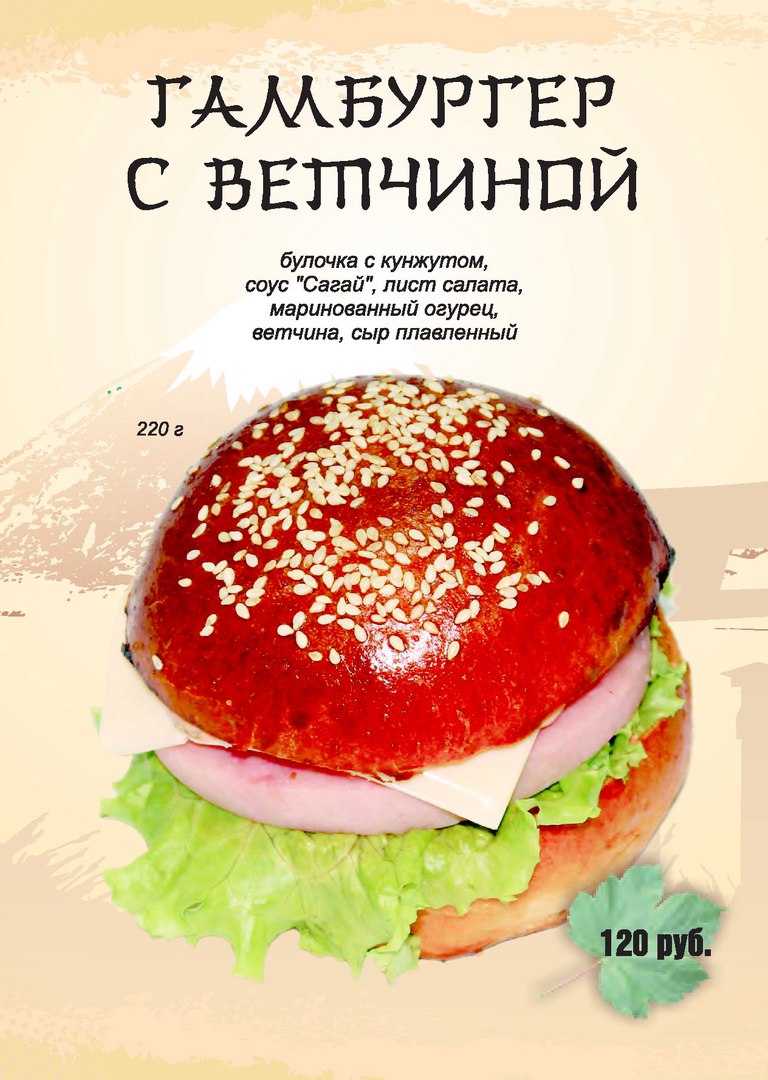 ГАМБУРГЕР
С ВЕТЧИНОЙ
булочка с кунжутом,
соус "Сагай", лист салата,
маринованный огурец,
ветчина, сыр плавленный
220 г
120 руб.